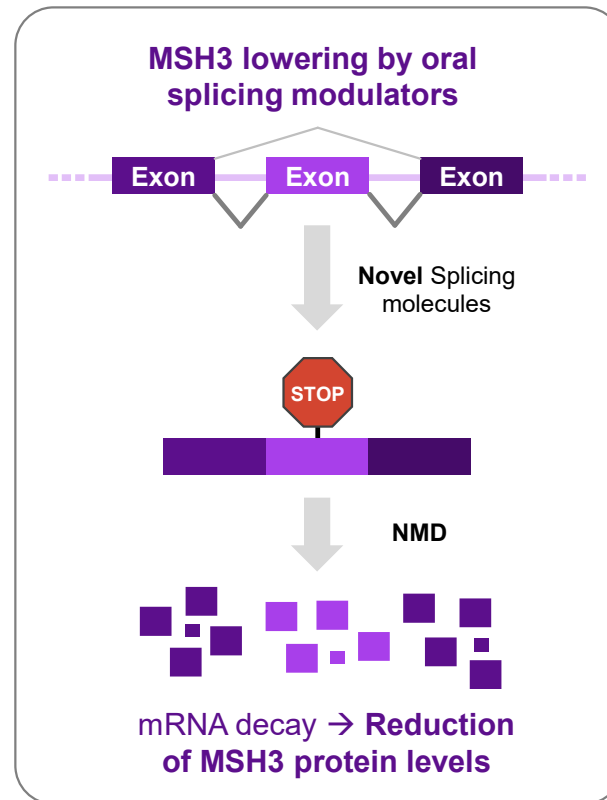 MSH3 lowering by oral
splicing modulators
Exon Exon Exon
Novel Splicing
molecules
STOP
NMD
mRNA decay → Reduction
of MSH3 protein levels